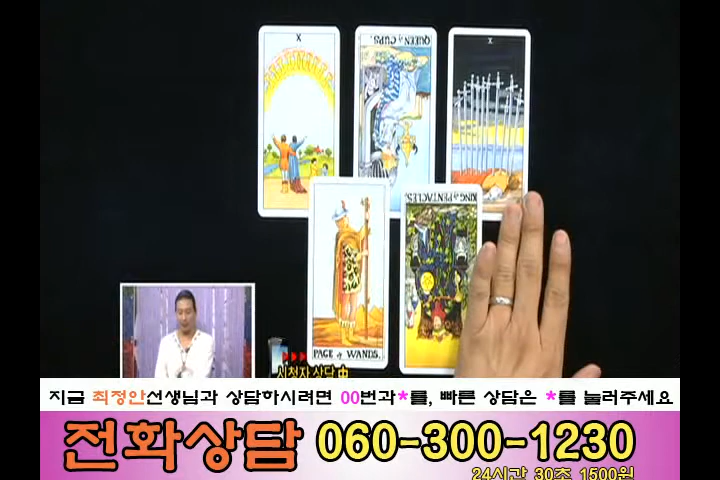 X
QUEEN of CUPS.
X
PAGE of WANDS.
KING of PENTACLES.
시청자 상담 中
지금 최정안선생님과 상담하시려면 00번과*를, 빠른 상담은 *를 눌러주세요
전화상담 060-300-1230
24시간 30초 1500원